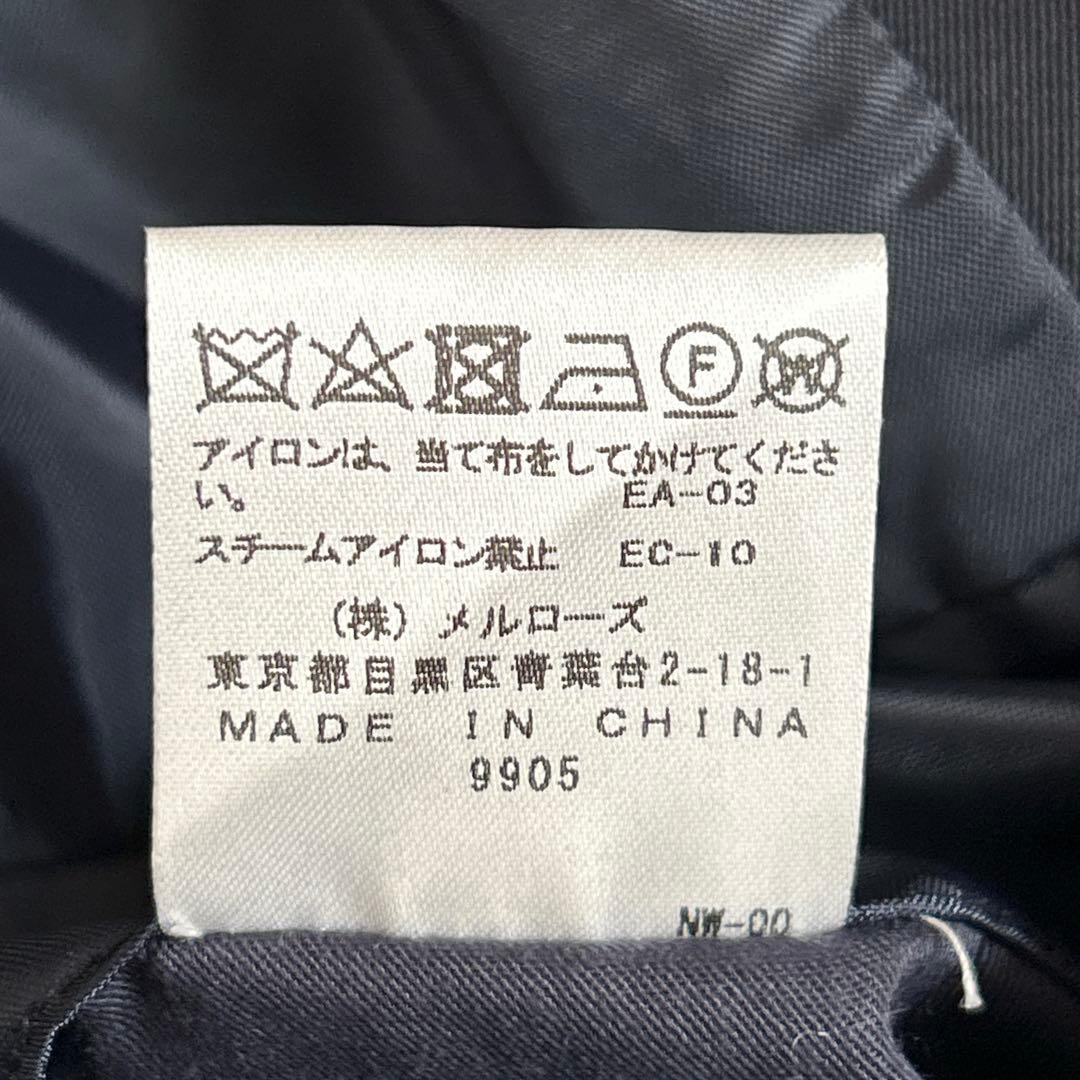 F W
アイロンは、当て布をしてかけてくださ
い。 EA-03
スチームアイロン禁止 EC-10
(株) メルローズ
東京都目黒区青葉台2-18-1
MADE IN CHINA
9905
NW-00